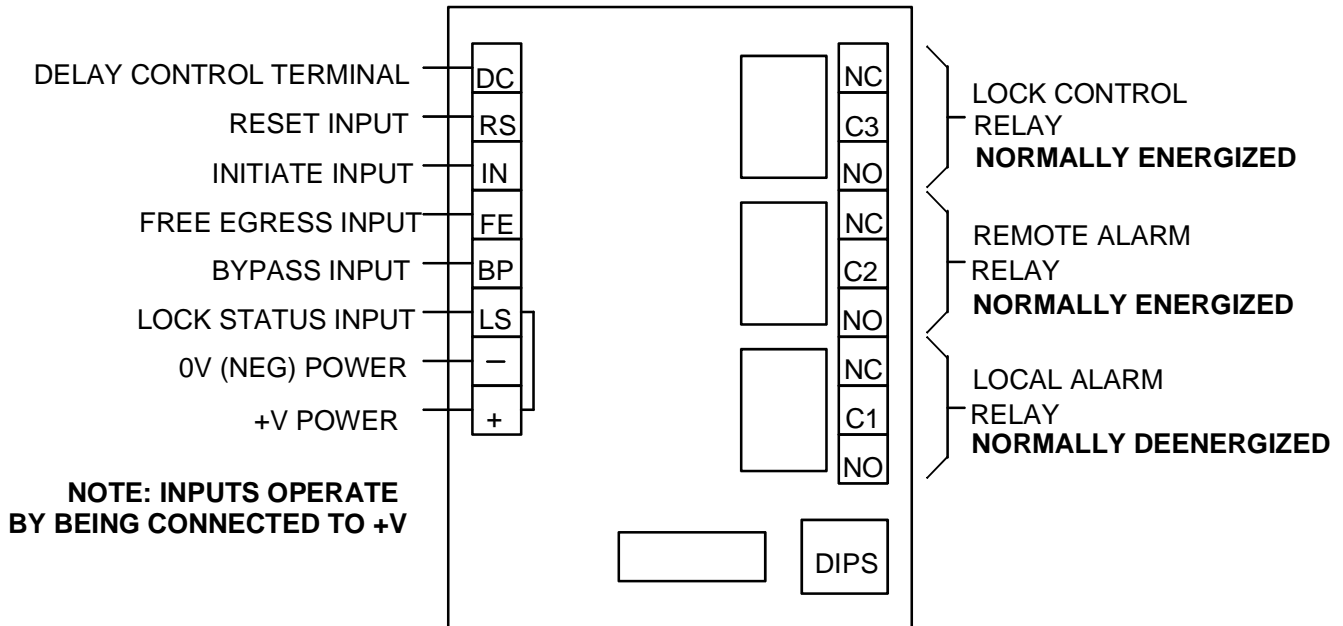 DELAY CONTROL TERMINAL
RESET INPUT
INITIATE INPUT
FREE EGRESS INPUT
BYPASS INPUT
LOCK STATUS INPUT
0V (NEG) POWER
+V POWER
NOTE: INPUTS OPERATE
BY BEING CONNECTED TO +V
DC
RS
IN
FE
BP
LS
–
+
NC
C3
NO
NC
C2
NO
NC
C1
NO
DIPS
LOCK CONTROL
RELAY
NORMALLY ENERGIZED
REMOTE ALARM
RELAY
NORMALLY ENERGIZED
LOCAL ALARM
RELAY
NORMALLY DEENERGIZED